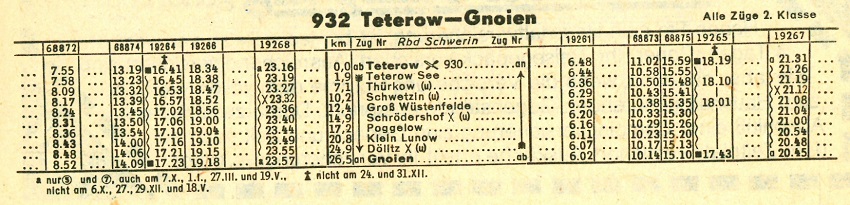 932 Teterow—Gnoien Alle Züge 2. Klasse
68872 68874 19264 19266 19268 km Zug Nr Rbd Schwerin Zug Nr 19261 68873 68875 19265 19267
... 7.55 ... 13.19 ■16.41 18.34 ... a 23.16 0,0 ab Teterow 930 an ... 6.48 ... 11.02 15.59 ■18.19 ... a 21.31 ...
... 7.58 ... 13.23 16.45 18.38 ... 23.19 1,9 Teterow See ... 6.44 ... 10.58 15.55 | ... 21.26 ...
... 8.09 ... 13.32 16.53 18.47 ... 23.27 7,1 Thürkow (u) ... 6.36 ... 10.50 15.48 18.10 ... 21.19 ...
... 8.17 ... 13.39 16.57 18.52 ... X 23.32 10,2 Schwetzin (u) ... 6.29 ... 10.43 15.41 | ... X 21.12 ...
... 8.24 ... 13.45 17.02 18.56 ... 23.36 12,4 Groß Wüstenfelde ... 6.25 ... 10.38 15.35 18.01 ... 21.08 ...
... 8.31 ... 13.50 17.06 19.00 ... 23.40 14,9 Schrödershof X (u) ... 6.20 ... 10.33 15.30 ... 21.04 ...
... 8.36 ... 13.54 17.10 19.04 ... 23.44 17,2 Poggelow ... 6.16 ... 10.29 15.26 ... 21.00 ...
... 8.43 ... 14.00 17.16 19.10 ... 23.49 20,8 Klein Lunow ... 6.11 ... 10.23 15.20 ... 20.54 ...
... 8.48 ... 14.06 17.21 19.15 ... 23.55 24,9 Dölitz X (u) ... 6.07 ... 10.17 15.13 ... 20.48 ...
... 8.52 ... 14.09 ■17.23 19.18 ... a 23.57 26,5 an Gnoien ab ... 6.02 ... 10.14 15.10 ■17.43 ... a 20.45 ...
a nur ⑤ und ⑦, auch am 7.X., 1.I., 27.III. und 19.V., nicht am 24. und 31.XII.
nicht am 6.X., 27., 29.XII. und 18.V.